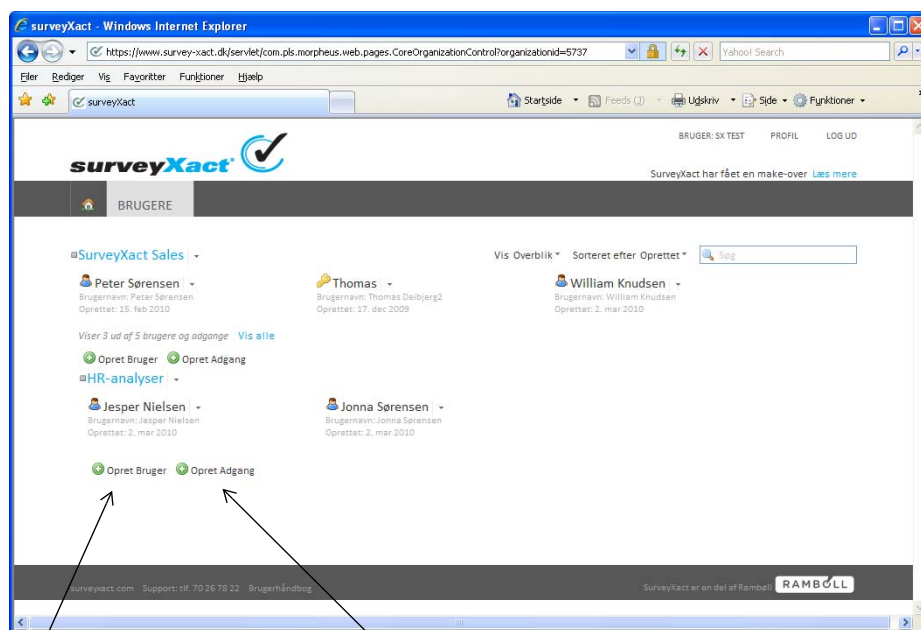 surveyXact - Windows Internet Explorer
https://www.survey-xact.dk/servlet/com.pls.morpheus.web.pages.CoreOrganizationControl?organizationid=5737
Yahoo! Search
Filer Rediger Vis Favoritter Funktioner Hjælp
surveyXact
Startside Feeds (J) Udskriv Side Funktioner
BRUGER: SX TEST PROFIL LOG UD
surveyXact
SurveyXact har fået en make-over Læs mere
BRUGERE
SurveyXact Sales
Vis Overblik Sorteret efter Oprettet Søg
Peter Sørensen Thomas William Knudsen
Brugernavn: Peter Sørensen Brugernavn: Thomas Delbjerg2 Brugernavn: William Knudsen
Oprettet: 15. feb 2010 Oprettet: 17. dec 2009 Oprettet: 2. mar 2010
Viser 3 ud af 5 brugere og adgange Vis alle
Opret Bruger Opret Adgang
HR-analyser
Jesper Nielsen Jonna Sørensen
Brugernavn: Jesper Nielsen Brugernavn: Jonna Sørensen
Oprettet: 2. mar 2010 Oprettet: 2. mar 2010
Opret Bruger Opret Adgang
surveyxact.com Support: tlf. 70 26 78 22 Brugerhåndbog
SurveyXact er en del af Rambøll RAMBOLL